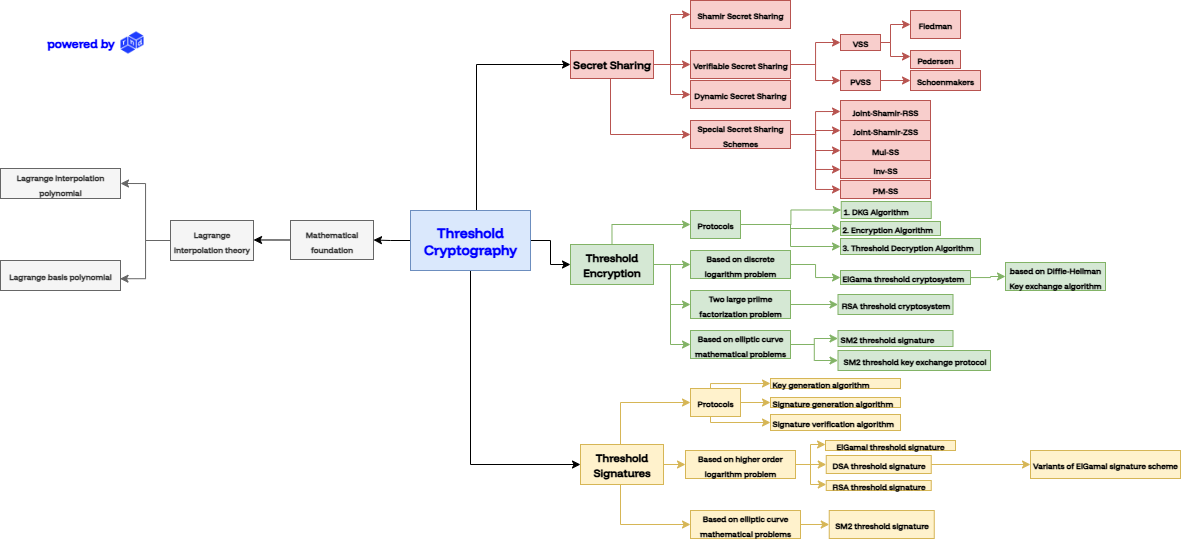 powered by
Shamir Secret Sharing
Secret Sharing
Verifiable Secret Sharing
Dynamic Secret Sharing
VSS
Fledman
Pedersen
PVSS
Schoenmakers
Special Secret Sharing
Schemes
Joint-Shamir-RSS
Joint-Shamir-ZSS
Mul-SS
Inv-SS
PM-SS
Lagrange interpolation
polynomial
Lagrange
interpolation theory
Mathematical
foundation
Lagrange basis polynomial
Threshold
Cryptography
Threshold
Encryption
Protocols
1. DKG Algorithm
2. Encryption Algorithm
3. Threshold Decryption Algorithm
Based on discrete
logarithm problem
ElGama threshold cryptosystem
based on Diffie-Hellman
Key exchange algorithm
Two large priime
factorization problem
RSA threshold cryptosystem
Based on elliptic curve
mathematical problems
SM2 threshold signature
SM2 threshold key exchange protocol
Threshold
Signatures
Protocols
Key generation algorithm
Signature generation algorithm
Signature verification algorithm
Based on higher order
logarithm problem
ElGamal threshold signature
DSA threshold signature
RSA threshold signature
Variants of ElGamal signature scheme
Based on elliptic curve
mathematical problems
SM2 threshold signature